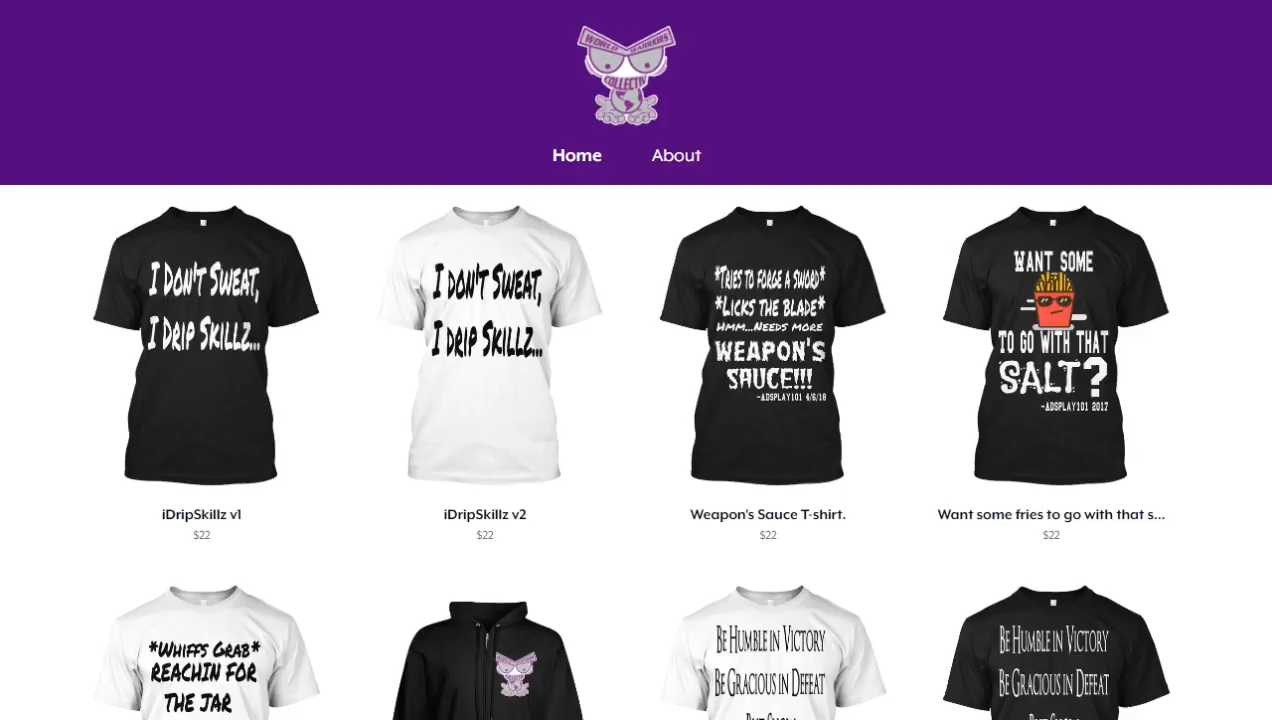 WORLD WARRIORS
COLLECTIV
Home About
I DON'T SWEAT,
I DRIP SKILLZ...
I DON'T SWEAT,
I DRIP SKILLZ...
*TRIES TO FORGE A SWORD*
*LICKS THE BLADE*
HMM...NEEDS MORE
WEAPON'S
SAUCE!!!
-ADSPLAY101 4/6/18
WANT SOME
TO GO WITH THAT
SALT?
-ADSPLAY101 2017
iDripSkillz v1
$22
iDripSkillz v2
$22
Weapon's Sauce T-shirt.
$22
Want some fries to go with that s...
$22
*WHIFFS GRAB*
REACHIN FOR
THE JAR
BE HUMBLE IN VICTORY
BE GRACIOUS IN DEFEAT
BE HUMBLE IN VICTORY
BE GRACIOUS IN DEFEAT